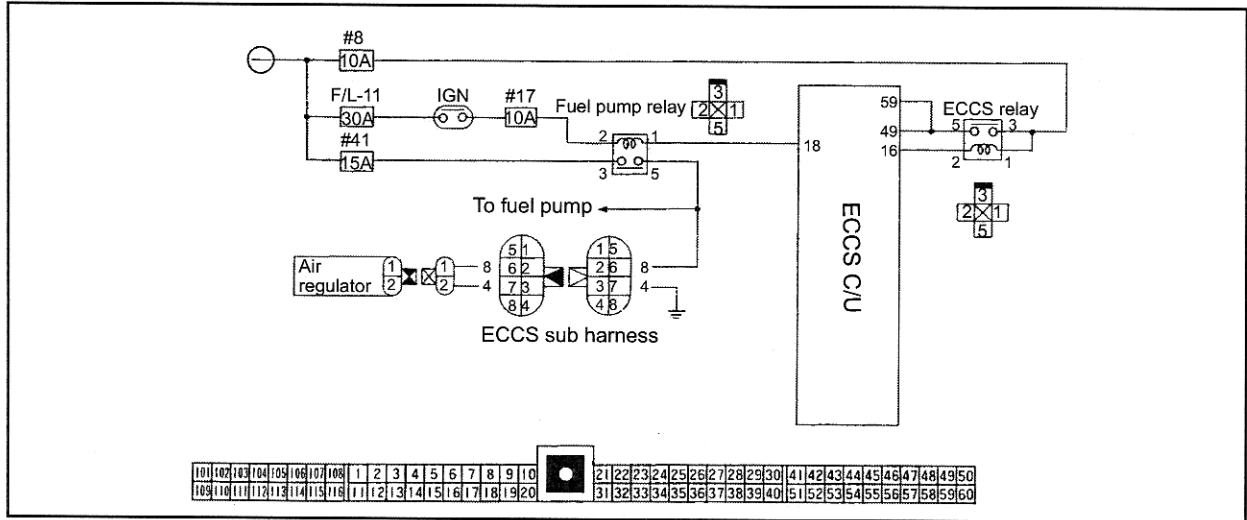 #8
10A
F/L-11 IGN #17
30A 10A
#41
15A
Fuel pump relay
3
2 1
5
2 1
3 5
18
59
49
16
ECCS relay
5 3
2 1
3
2 1
5
ECCS C/U
To fuel pump
Air
regulator
1 1 8
2 2 4
5 1
6 2
7 3
8 4
1 5
2 6
3 7
4 8
8
4
ECCS sub harness
101 102 103 104 105 106 107 108 1 2 3 4 5 6 7 8 9 10 21 22 23 24 25 26 27 28 29 30 41 42 43 44 45 46 47 48 49 50
109 110 111 112 113 114 115 116 11 12 13 14 15 16 17 18 19 20 31 32 33 34 35 36 37 38 39 40 51 52 53 54 55 56 57 58 59 60